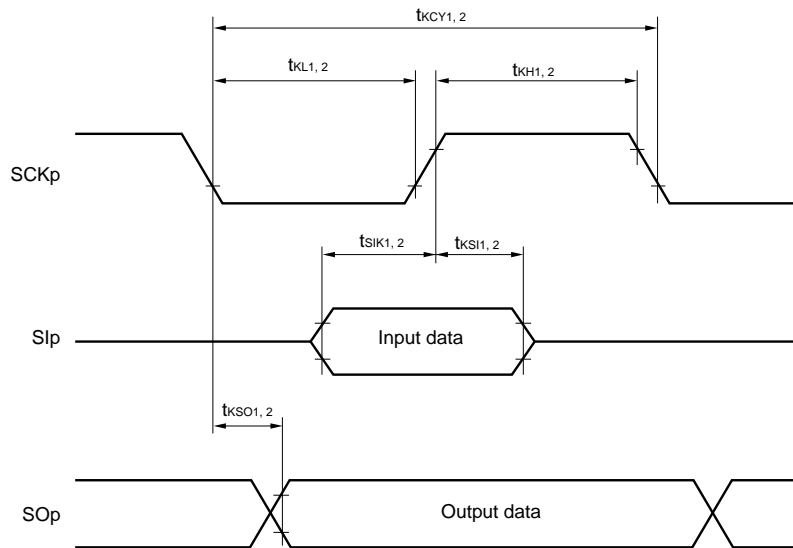 tKCY1, 2
tKL1, 2
tKH1, 2
SCKp
tSIK1, 2
tKSI1, 2
SIp
Input data
tKSO1, 2
SOp
Output data